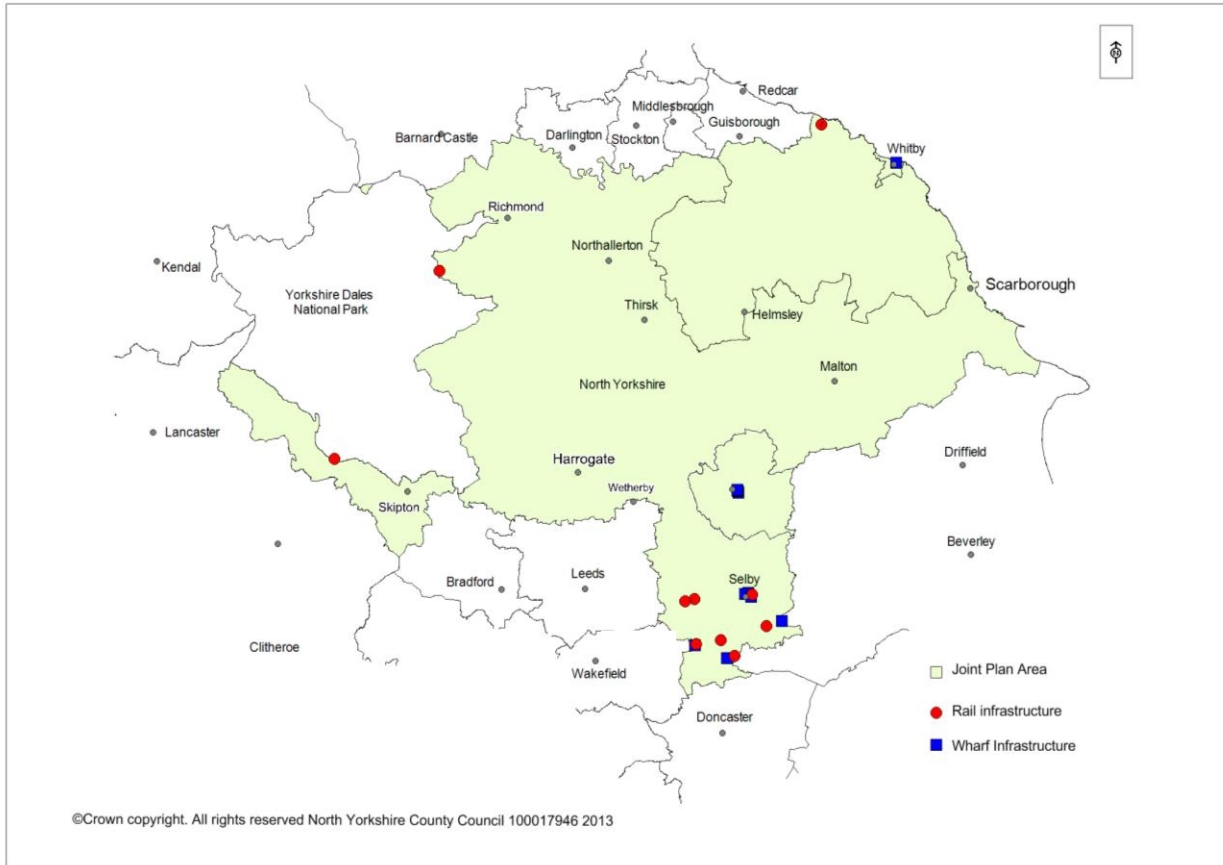 N
Redcar
Middlesbrough
Guisborough
Barnard Castle
Darlington
Stockton
Whitby
Richmond
Northallerton
Kendal
Scarborough
Yorkshire Dales
National Park
Thirsk
Helmsley
Malton
North Yorkshire
Lancaster
Harrogate
Driffield
Wetherby
Skipton
Beverley
Bradford
Leeds
Selby
Clitheroe
Wakefield
Doncaster
Joint Plan Area
Rail infrastructure
Wharf Infrastructure
©Crown copyright. All rights reserved North Yorkshire County Council 100017946 2013